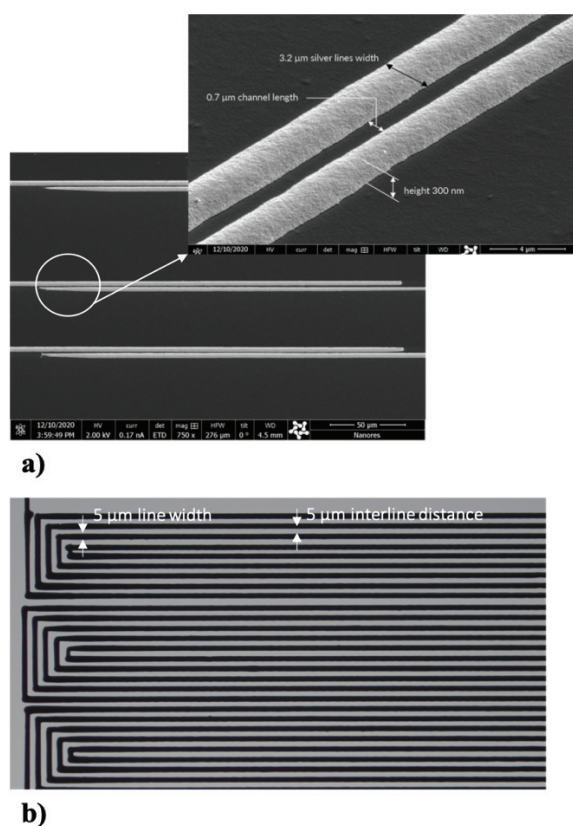 3.2 µm silver lines width
0.7 µm channel length
height 300 nm
12/10/2020 HV curr det mag HFW tilt WD 4 µm
12/10/2020 HV curr det mag HFW tilt WD 50 µm
3:59:49 PM 2.00 kV 0.17 nA ETD 750 x 276 µm 0° 4.5 mm Nanores
a)
5 µm line width 5 µm interline distance
b)